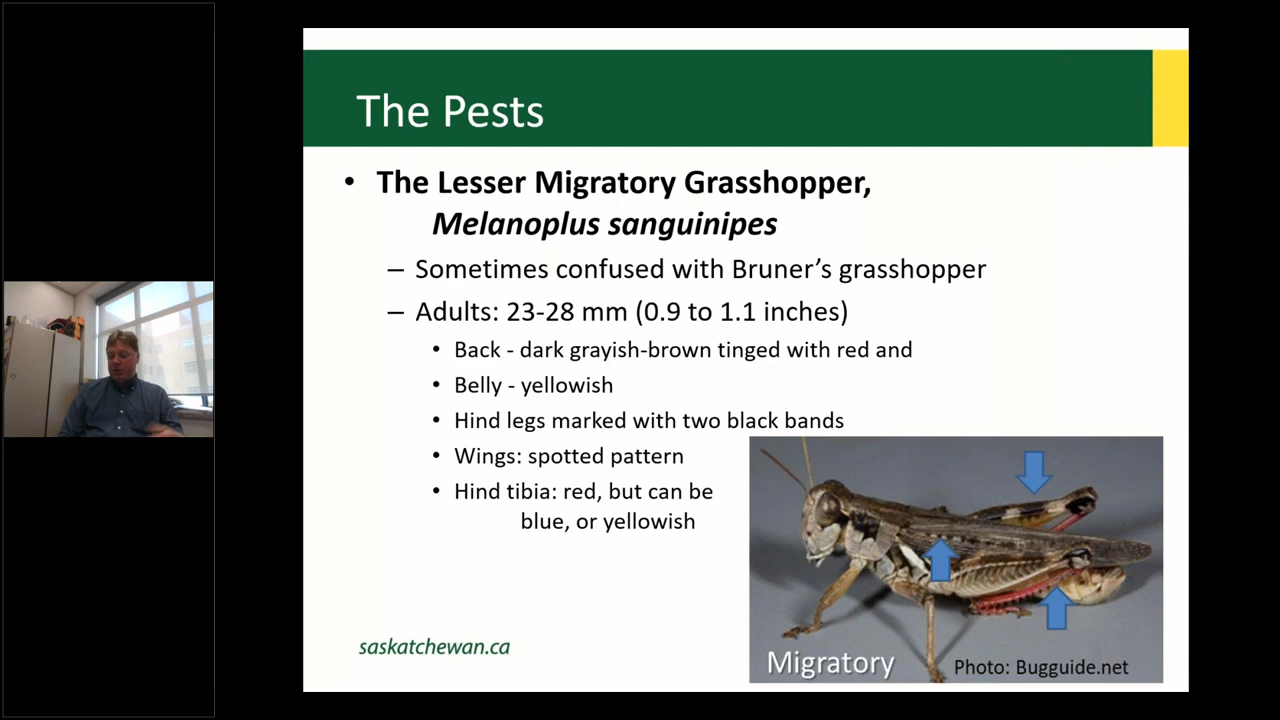 The Pests
• The Lesser Migratory Grasshopper,
Melanoplus sanguinipes
– Sometimes confused with Bruner’s grasshopper
– Adults: 23-28 mm (0.9 to 1.1 inches)
• Back - dark grayish-brown tinged with red and
• Belly - yellowish
• Hind legs marked with two black bands
• Wings: spotted pattern
• Hind tibia: red, but can be
blue, or yellowish
saskatchewan.ca
Migratory
Photo: Bugguide.net